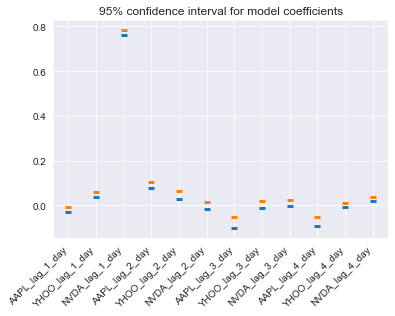 95% confidence interval for model coefficients
0.8
0.6
0.4
0.2
0.0
AAPL_lag_1_day
YHOO_lag_1_day
NVDA_lag_1_day
AAPL_lag_2_day
YHOO_lag_2_day
NVDA_lag_2_day
AAPL_lag_3_day
YHOO_lag_3_day
NVDA_lag_3_day
AAPL_lag_4_day
YHOO_lag_4_day
NVDA_lag_4_day